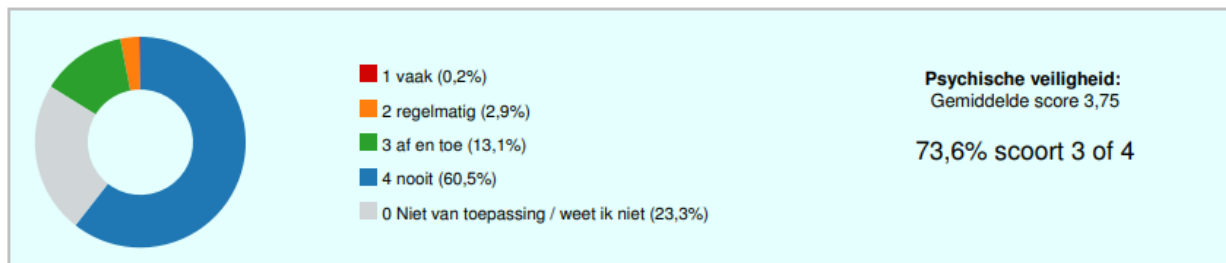 1 vaak (0,2%)
2 regelmatig (2,9%)
3 af en toe (13,1%)
4 nooit (60,5%)
0 Niet van toepassing / weet ik niet (23,3%)
Psychische veiligheid:
Gemiddelde score 3,75
73,6% scoort 3 of 4